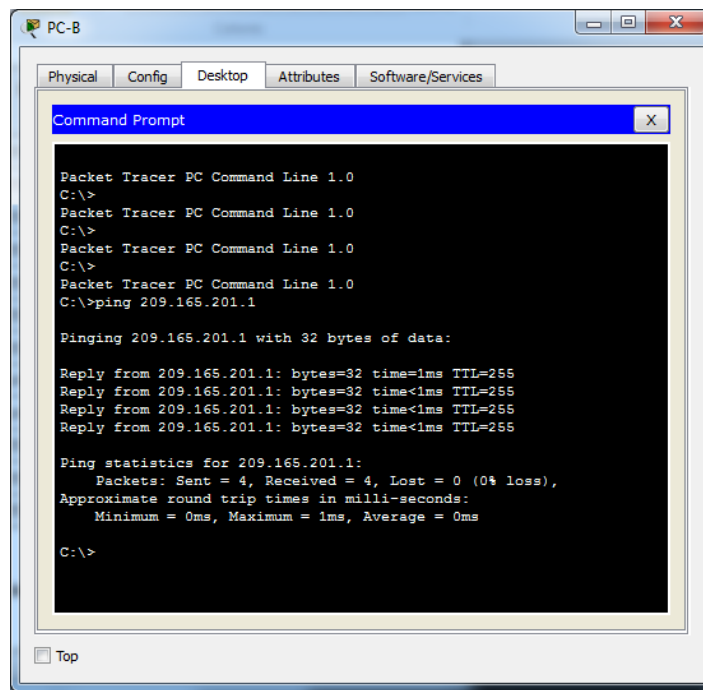 PC-B
X
Physical Config Desktop Attributes Software/Services
Command Prompt X
Packet Tracer PC Command Line 1.0
C:\>
Packet Tracer PC Command Line 1.0
C:\>
Packet Tracer PC Command Line 1.0
C:\>
Packet Tracer PC Command Line 1.0
C:\>ping 209.165.201.1
Pinging 209.165.201.1 with 32 bytes of data:
Reply from 209.165.201.1: bytes=32 time=1ms TTL=255
Reply from 209.165.201.1: bytes=32 time<1ms TTL=255
Reply from 209.165.201.1: bytes=32 time<1ms TTL=255
Reply from 209.165.201.1: bytes=32 time<1ms TTL=255
Ping statistics for 209.165.201.1:
Packets: Sent = 4, Received = 4, Lost = 0 (0% loss),
Approximate round trip times in milli-seconds:
Minimum = 0ms, Maximum = 1ms, Average = 0ms
C:\>
Top